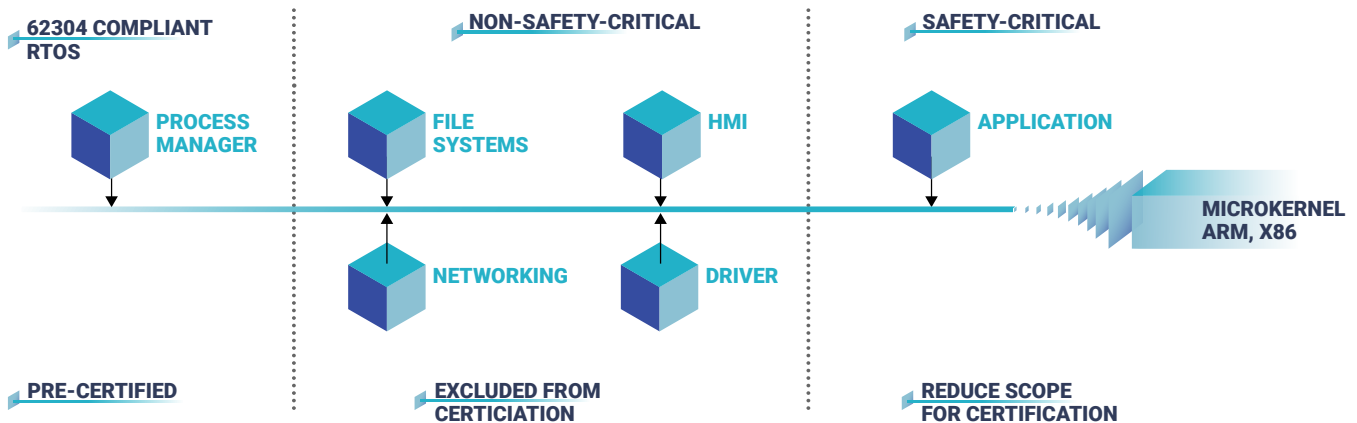 62304 COMPLIANT
RTOS
NON-SAFETY-CRITICAL
SAFETY-CRITICAL
PROCESS
MANAGER
FILE
SYSTEMS
HMI
APPLICATION
MICROKERNEL
ARM, X86
NETWORKING
DRIVER
PRE-CERTIFIED
EXCLUDED FROM
CERTICIATION
REDUCE SCOPE
FOR CERTIFICATION